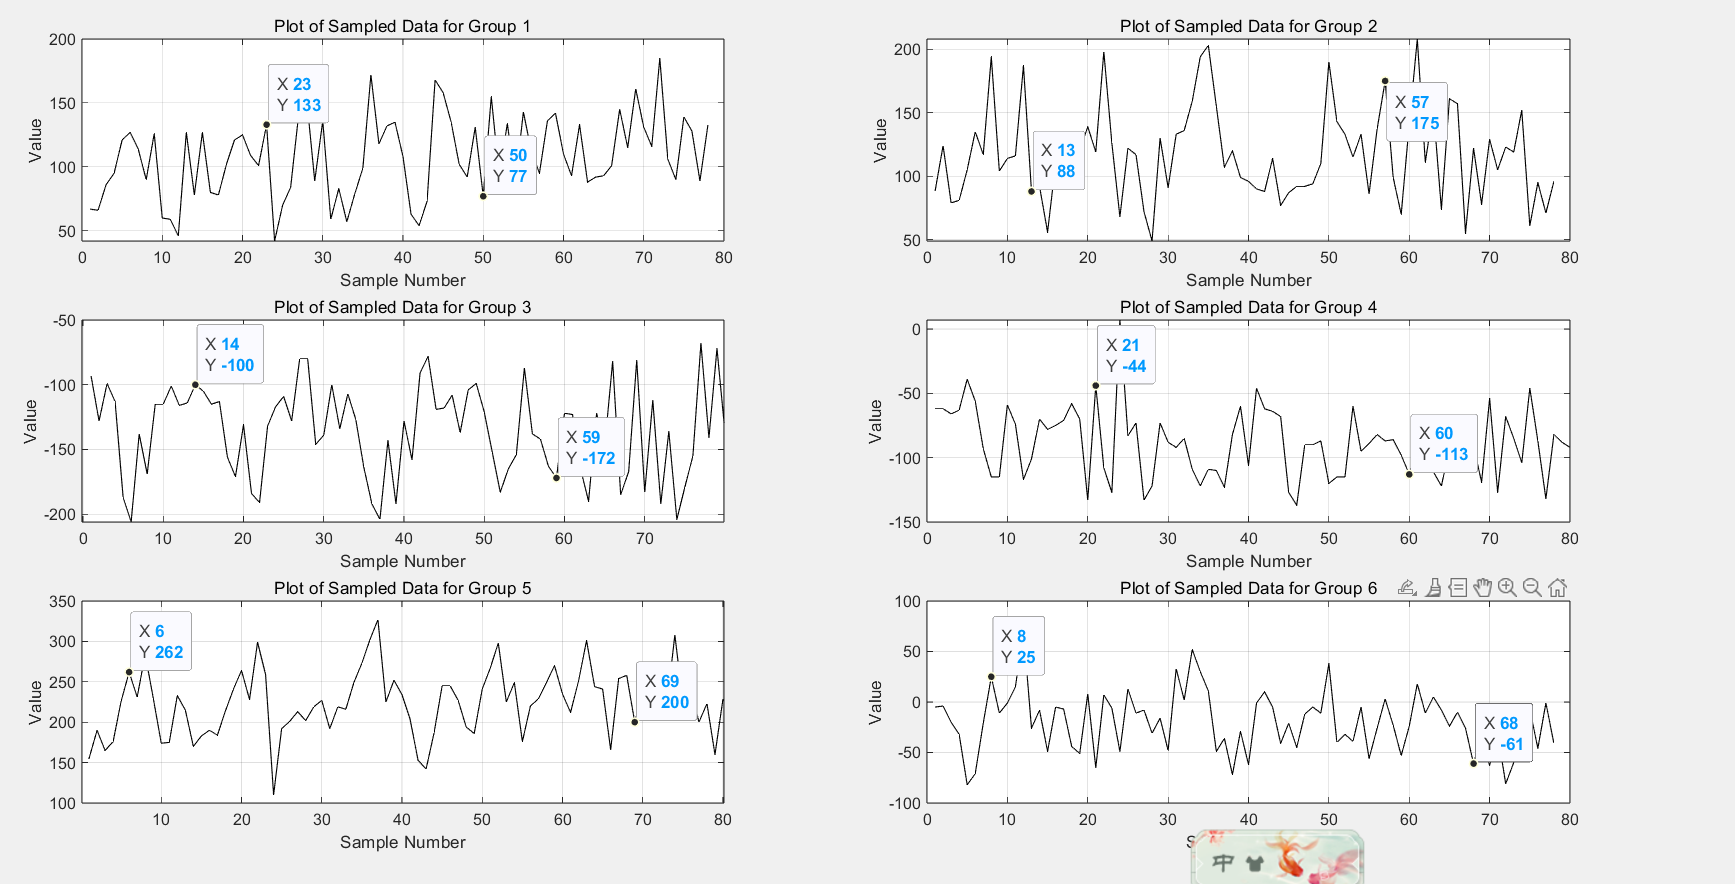 Plot of Sampled Data for Group 1
200
150
100
50
Value
X 23
Y 133
X 50
Y 77
0 10 20 30 40 50 60 70 80
Sample Number
Plot of Sampled Data for Group 2
200
150
100
50
Value
X 13
Y 88
X 57
Y 175
0 10 20 30 40 50 60 70 80
Sample Number
Plot of Sampled Data for Group 3
-50
-100
-150
-200
Value
X 14
Y -100
X 59
Y -172
0 10 20 30 40 50 60 70
Sample Number
Plot of Sampled Data for Group 4
0
-50
-100
-150
Value
X 21
Y -44
X 60
Y -113
0 10 20 30 40 50 60 70 80
Sample Number
Plot of Sampled Data for Group 5
350
300
250
200
150
100
Value
X 6
Y 262
X 69
Y 200
10 20 30 40 50 60 70 80
Sample Number
Plot of Sampled Data for Group 6
100
50
0
-50
-100
Value
X 8
Y 25
X 68
Y -61
0 10 20 30 40 50 60 70 80
中